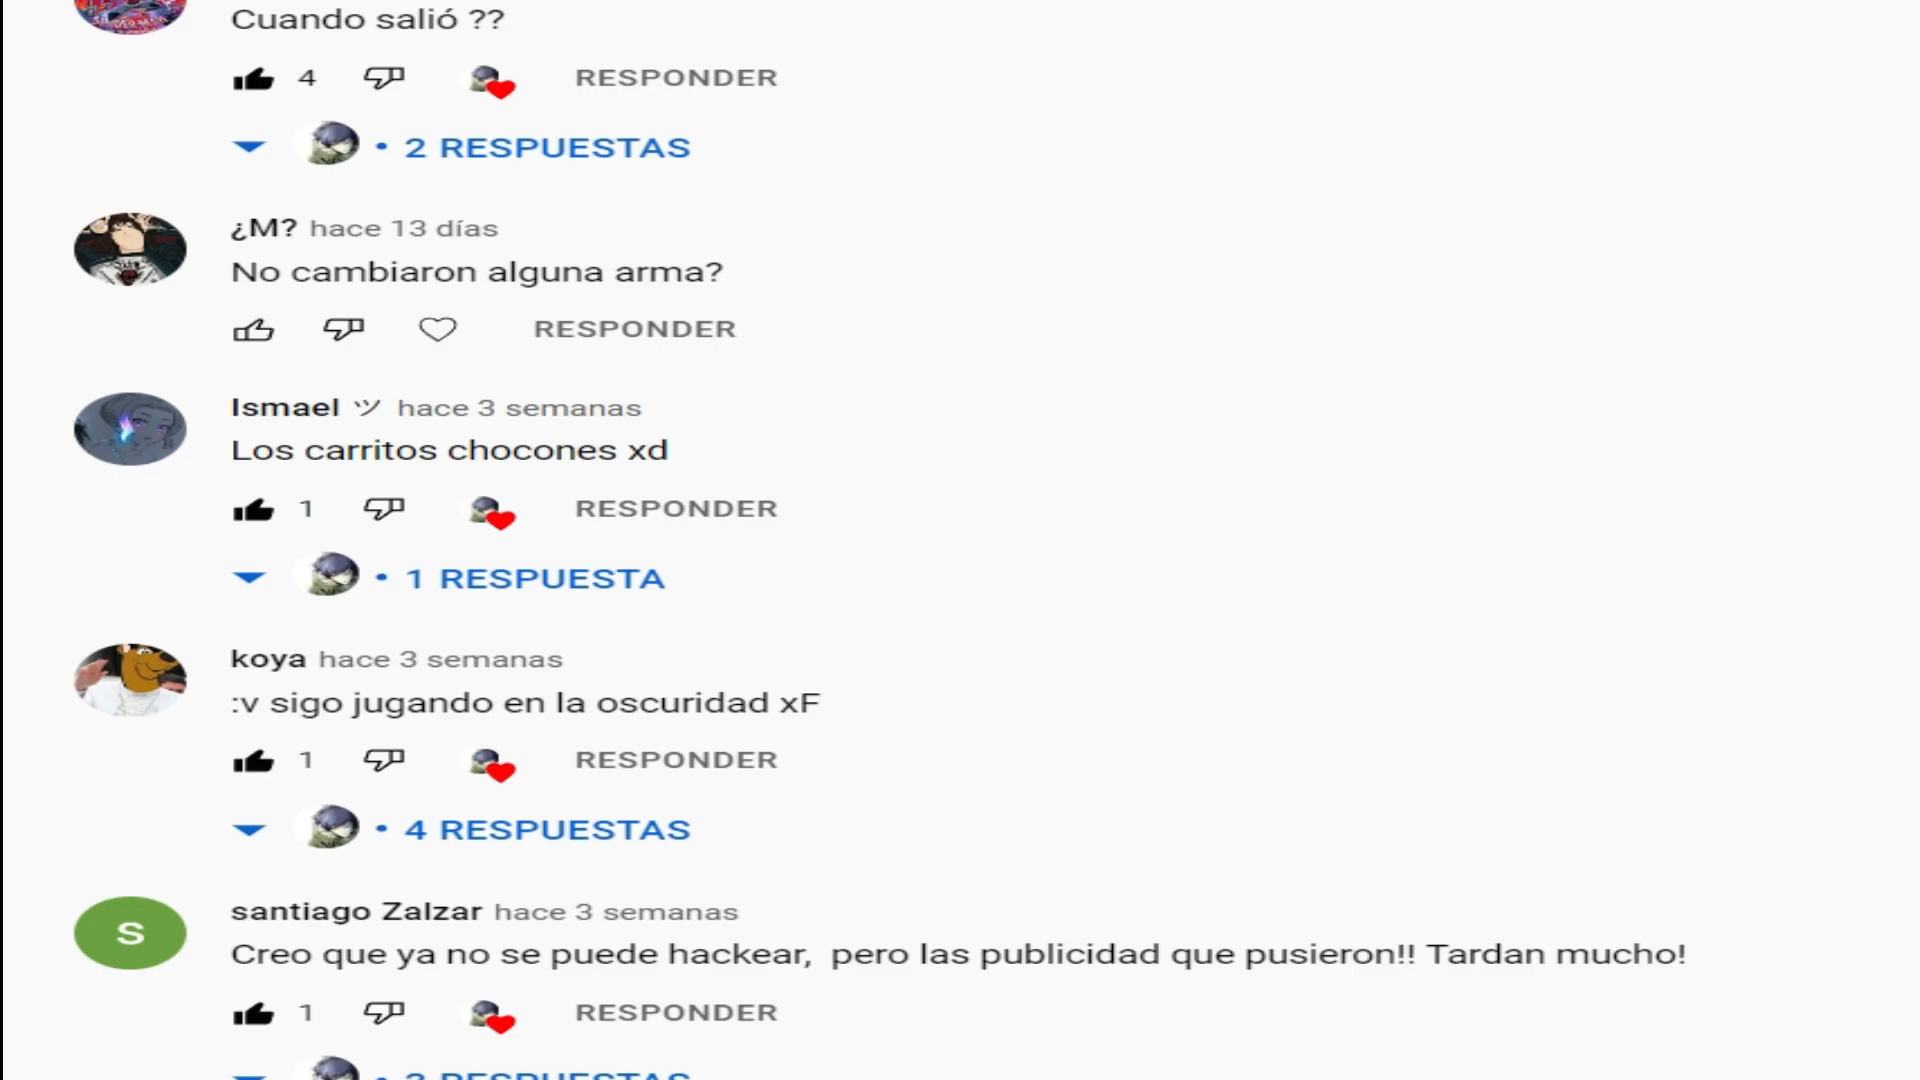 Cuando salió ??
4 RESPONDER
• 2 RESPUESTAS
¿M? hace 13 días
No cambiaron alguna arma?
RESPONDER
Ismael ツ hace 3 semanas
Los carritos chocones xd
1 RESPONDER
• 1 RESPUESTA
koya hace 3 semanas
:v sigo jugando en la oscuridad xF
1 RESPONDER
• 4 RESPUESTAS
S
santiago Zalzar hace 3 semanas
Creo que ya no se puede hackear,  pero las publicidad que pusieron!! Tardan mucho!
1 RESPONDER
RESPUESTAS